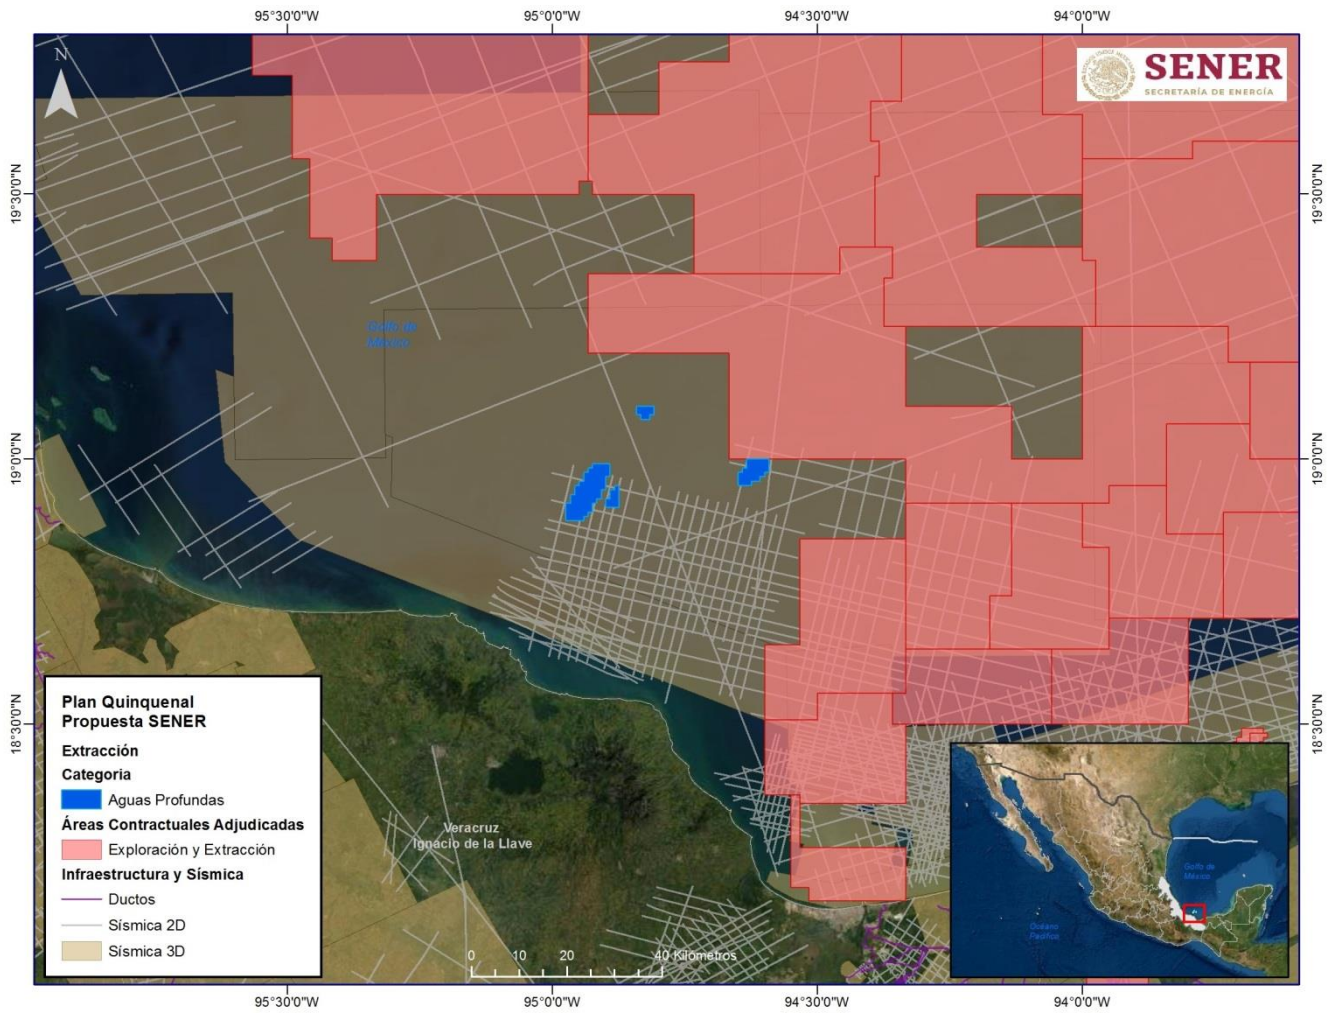 95°30'0"W 95°0'0"W 94°30'0"W 94°0'0"W
N
SENER
SECRETARÍA DE ENERGÍA
19°30'0"N 19°30'0"N
Golfo de
México
19°0'0"N 19°0'0"N
18°30'0"N 18°30'0"N
Plan Quinquenal
Propuesta SENER
Extracción
Categoria
Aguas Profundas
Áreas Contractuales Adjudicadas
Exploración y Extracción
Infraestructura y Sísmica
Ductos
Sísmica 2D
Sísmica 3D
Veracruz
Ignacio de la Llave
0 10 20 40 Kilometros
Golfo de
México
Océano
Pacífico
95°30'0"W 95°0'0"W 94°30'0"W 94°0'0"W